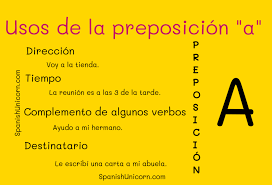 Usos de la preposición "a"
Dirección
Voy a la tienda.
Tiempo
La reunión es a las 3 de la tarde.
Complemento de algunos verbos
Ayudo a mi hermano.
Destinatario
Le escribí una carta a mi abuela.
SpanishUnicorn.com
SpanishUnicorn.com
PREPOSICIÓN
A